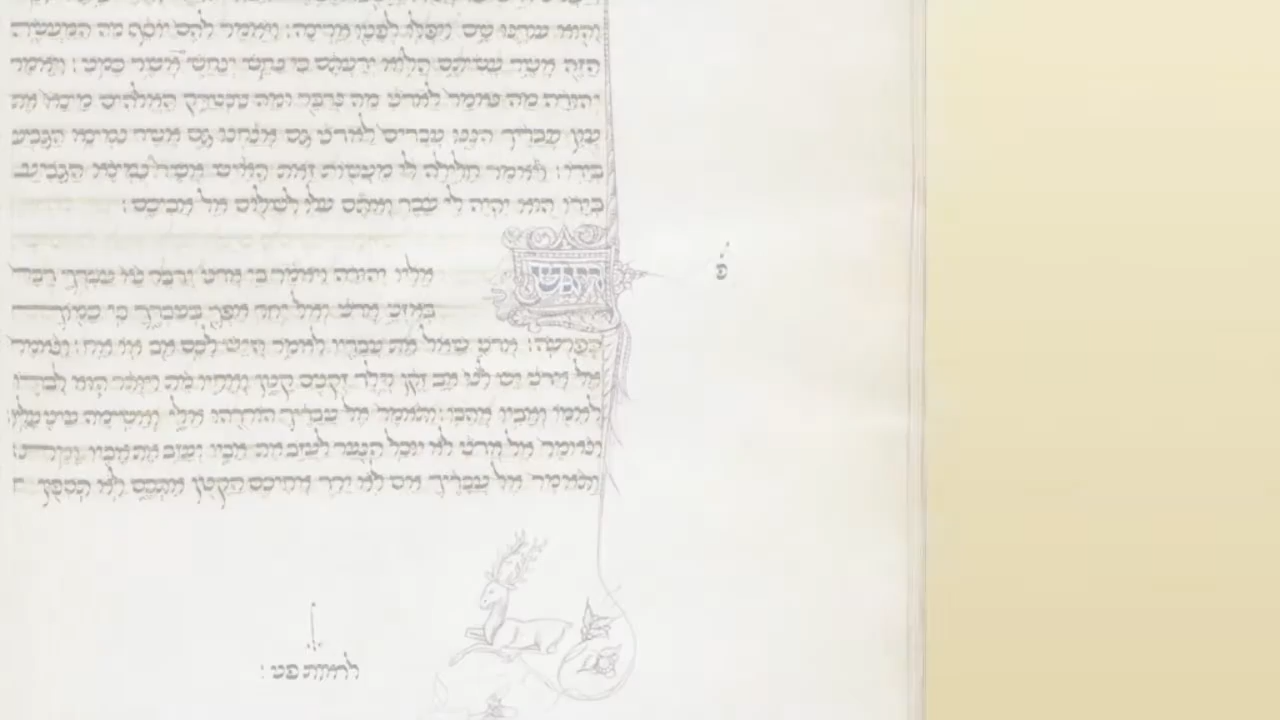 והוא עודנו שם ויפלו לפניו ארצה: ויאמר להם יוסף מה המעשה
הזה אשר עשיתם הלוא ידעתם כי נחש ינחש איש אשר כמני: ויאמר
יהודה מה נאמר לאדני מה נדבר ומה נצטדק האלהים מצא את
עון עבדיך הננו עבדים לאדני גם אנחנו גם אשר נמצא הגביע
בידו: ויאמר חלילה לי מעשות זאת האיש אשר נמצא הגביע
בידו הוא יהיה לי עבד ואתם עלו לשלום אל אביכם:
פ
ויגש
אליו יהודה ויאמר בי אדני ידבר נא עבדך דבר
באזני אדני ואל יחר אפך בעבדך כי כמוך
כפרעה: אדני שאל את עבדיו לאמר היש לכם אב או אח: ונאמר
אל אדני יש לנו אב זקן וילד זקנים קטן ואחיו מת ויותר הוא לבדו
לאמו ואביו אהבו: ותאמר אל עבדיך הורדהו אלי ואשימה עיני עליו:
ונאמר אל אדני לא יוכל הנער לעזב את אביו ועזב את אביו ומת:
ותאמר אל עבדיך אם לא ירד אחיכם הקטן אתכם לא תספון
לראות פני: